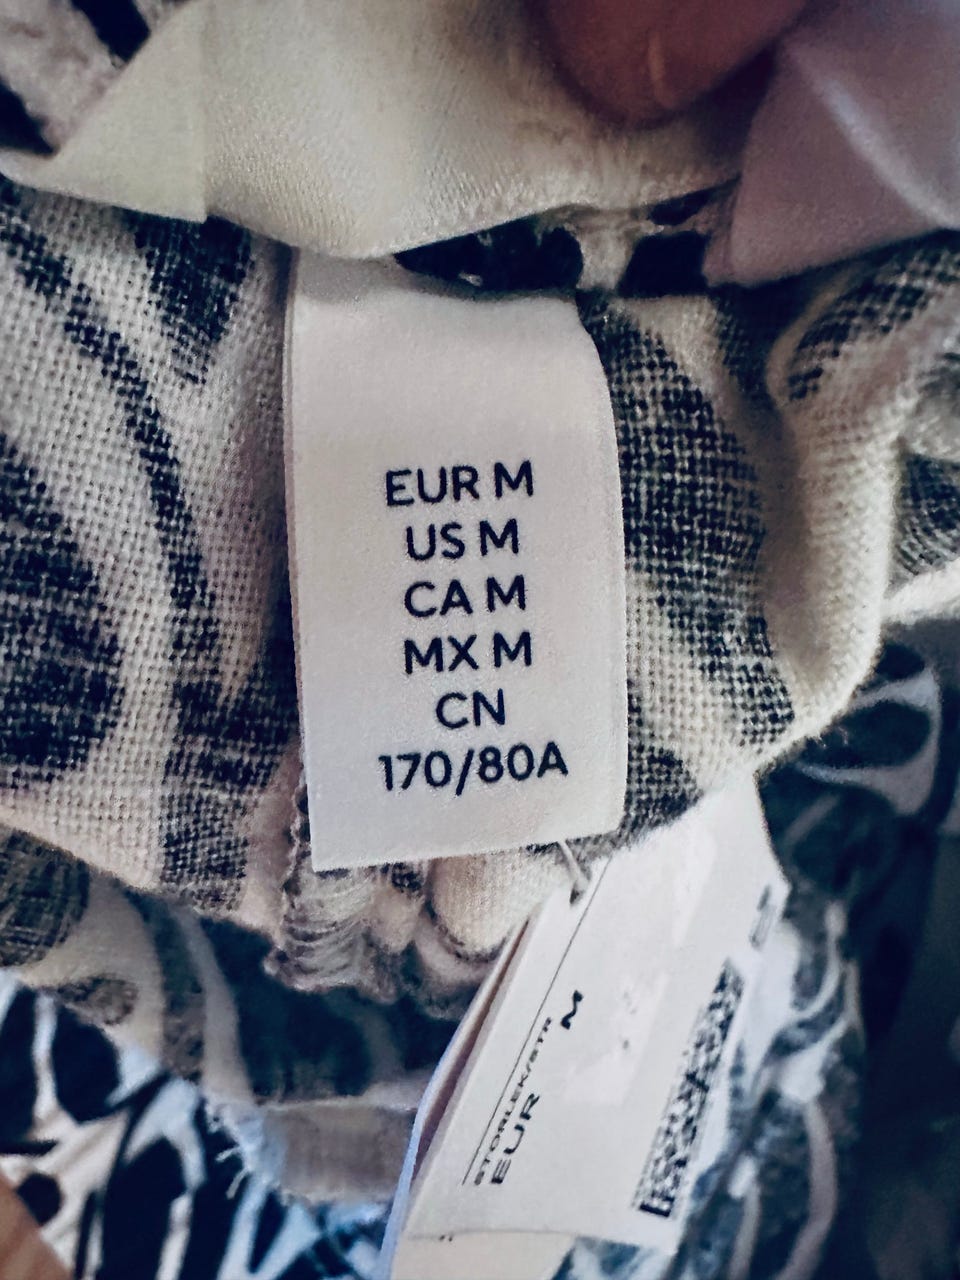 EUR M
US M
CA M
MX M
CN
170/80A
STORLEK/STR
EUR M